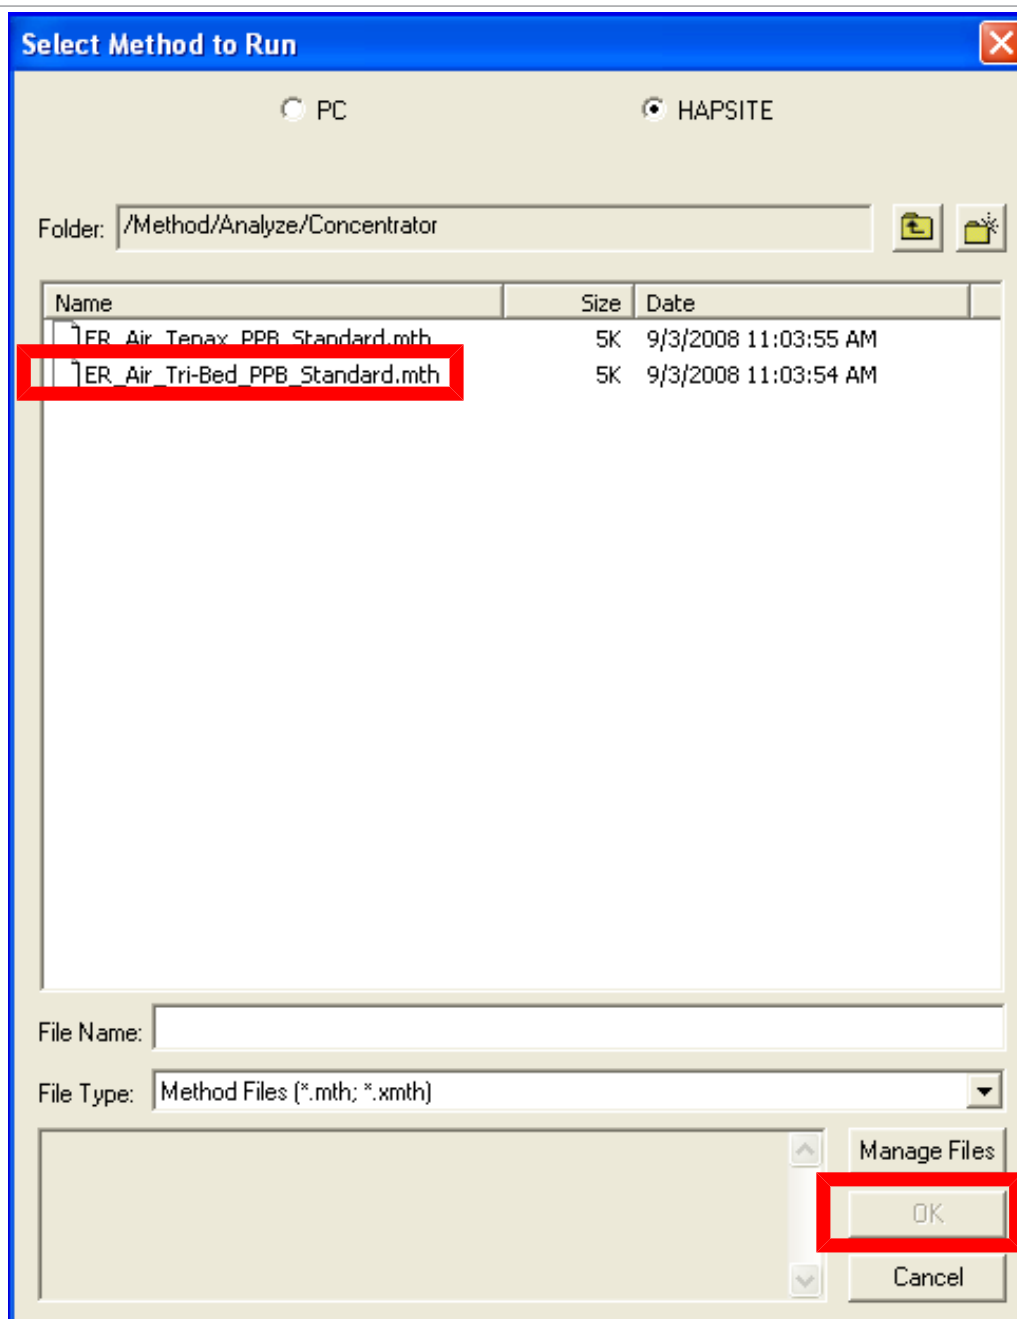 Select Method to Run
PC HAPSITE
Folder: /Method/Analyze/Concentrator
Name Size Date
ER_Air_Tenax_PPB_Standard.mth 5K 9/3/2008 11:03:55 AM
ER_Air_Tri-Bed_PPB_Standard.mth 5K 9/3/2008 11:03:54 AM
File Name:
File Type: Method Files (*.mth; *.xmth)
Manage Files
OK
Cancel